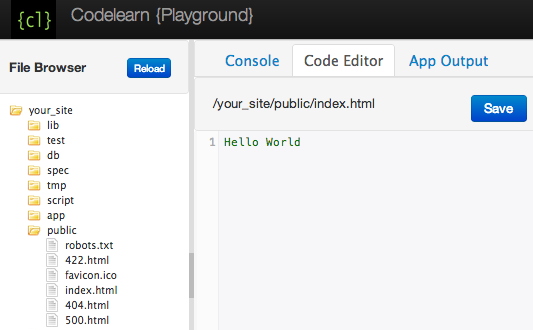 {cl} Codelearn {Playground}
File Browser
Reload
your_site
lib
test
db
spec
tmp
script
app
public
robots.txt
422.html
favicon.ico
index.html
404.html
500.html
Console
Code Editor
App Output
/your_site/public/index.html
Save
1 Hello World